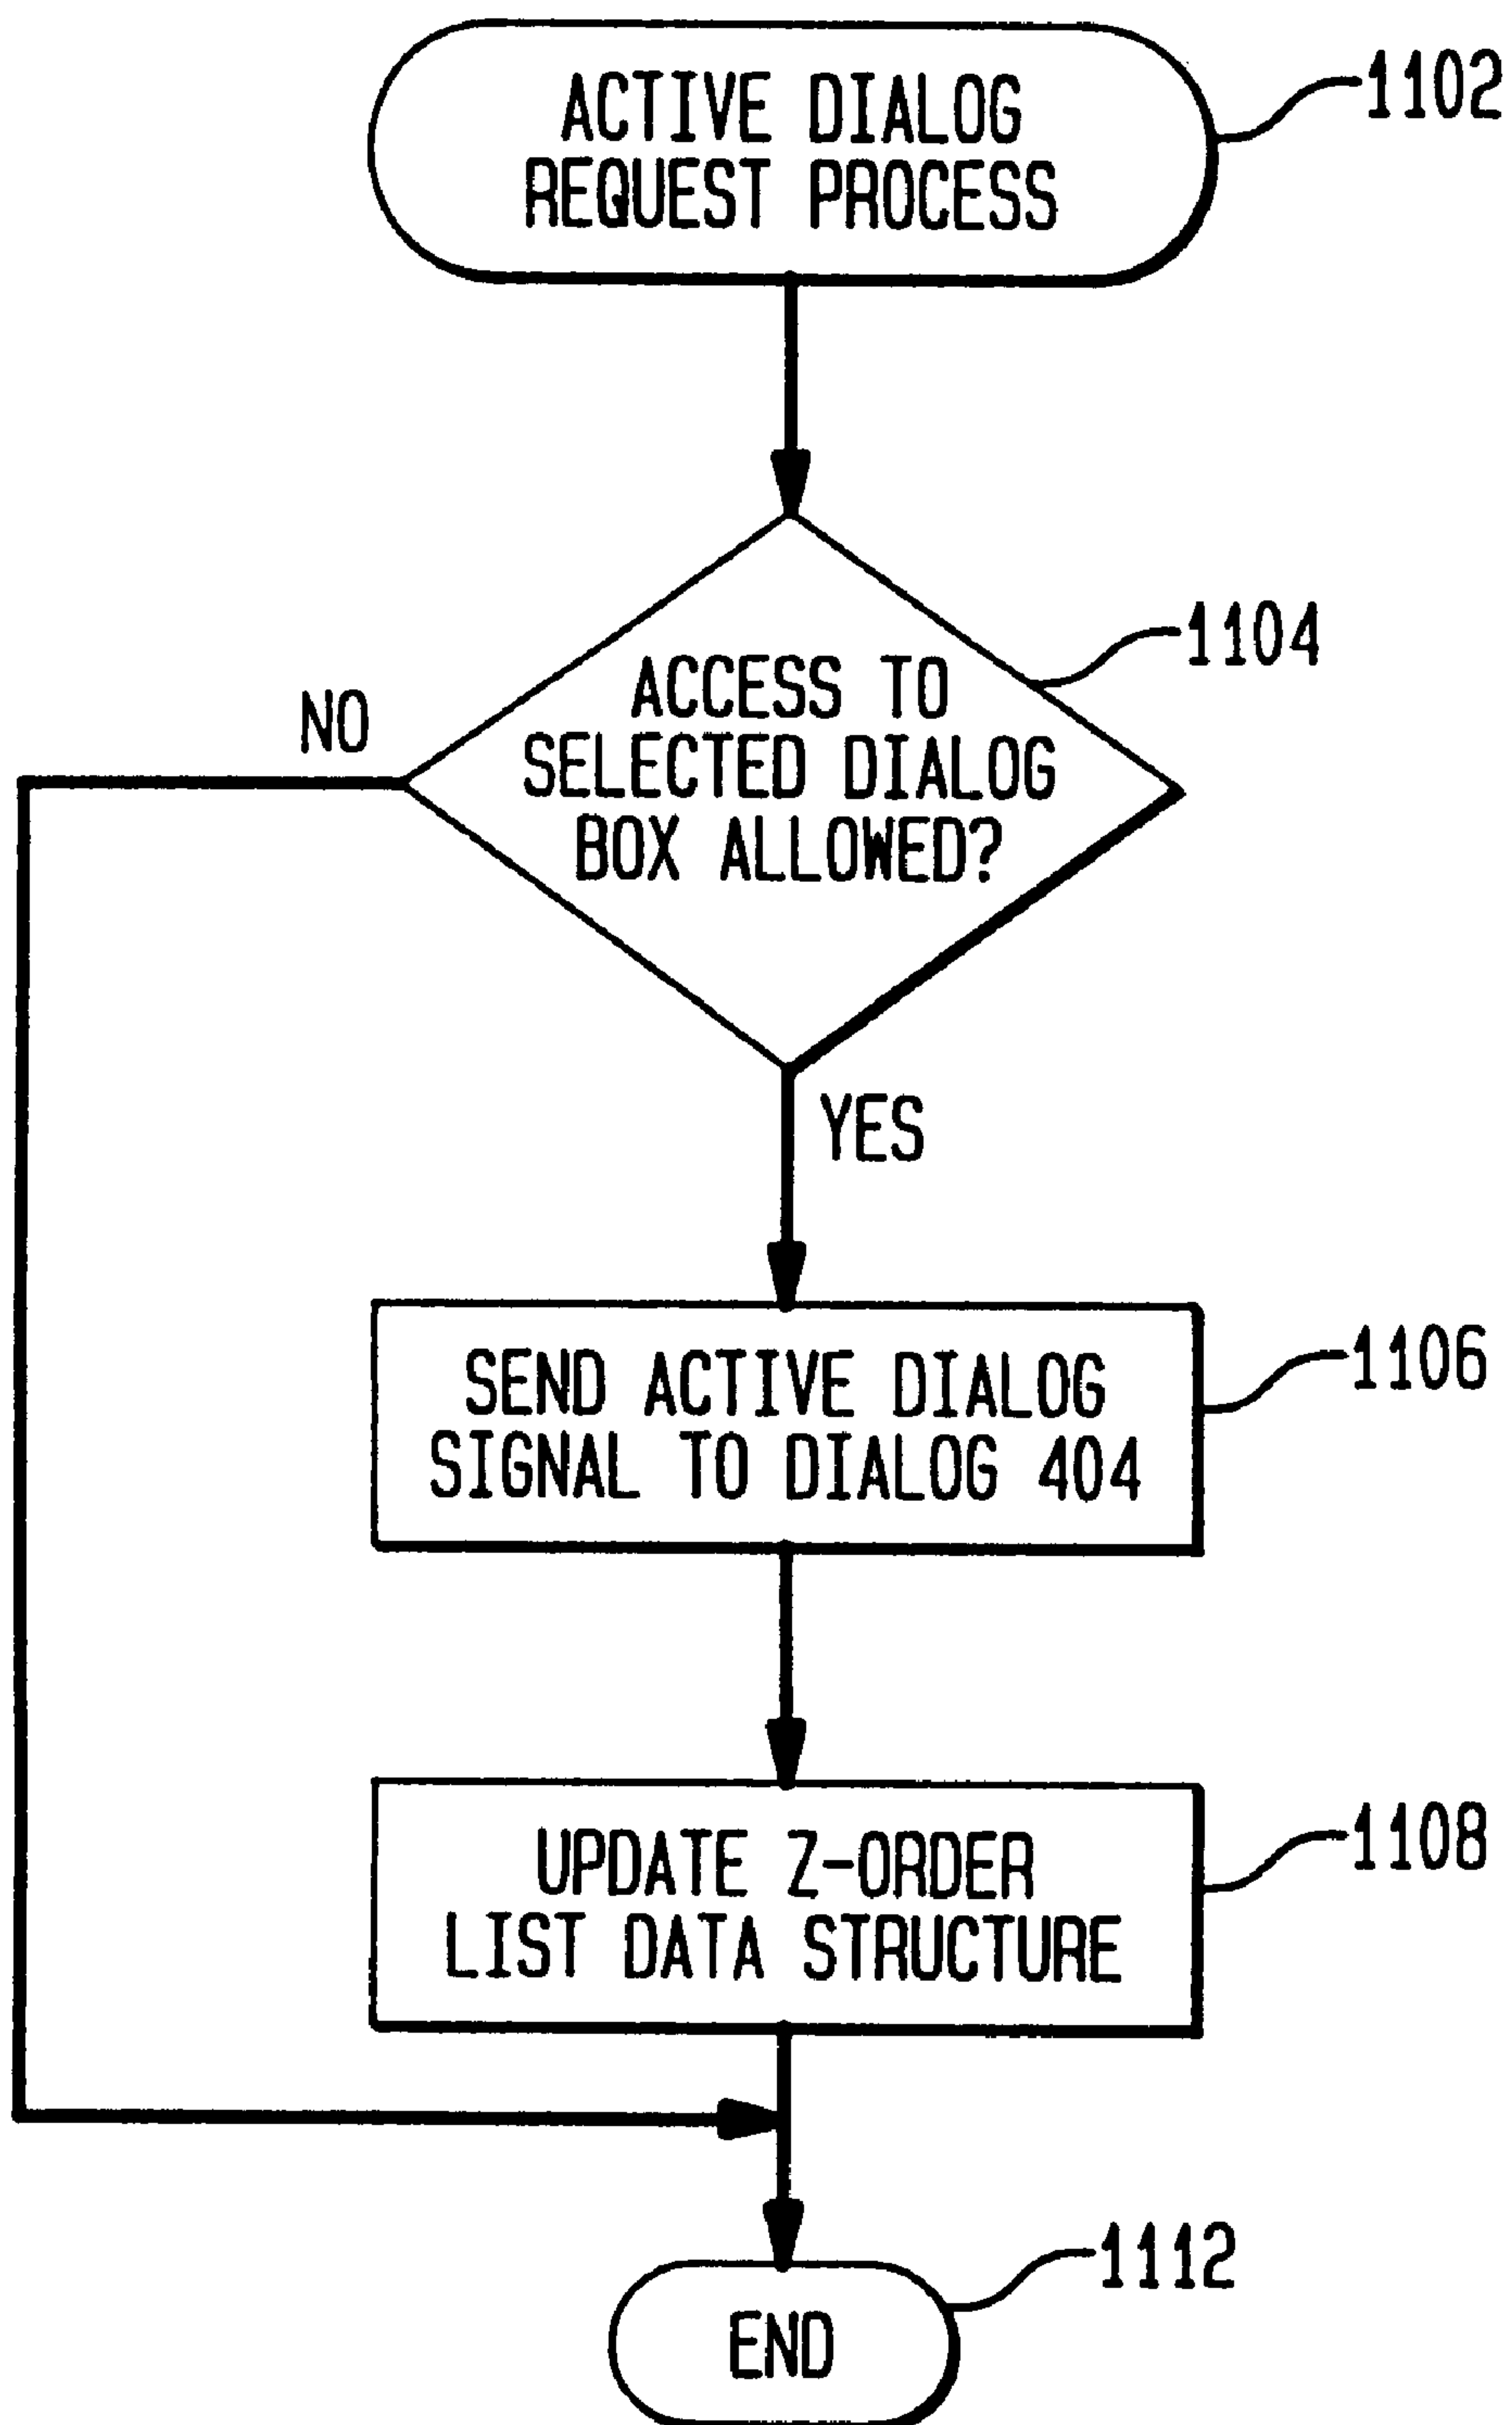 ACTIVE DIALOG
REQUEST PROCESS
1102
ACCESS TO
SELECTED DIALOG
BOX ALLOWED?
1104
NO
YES
SEND ACTIVE DIALOG
SIGNAL TO DIALOG 404
1106
UPDATE Z-ORDER
LIST DATA STRUCTURE
1108
END
1112